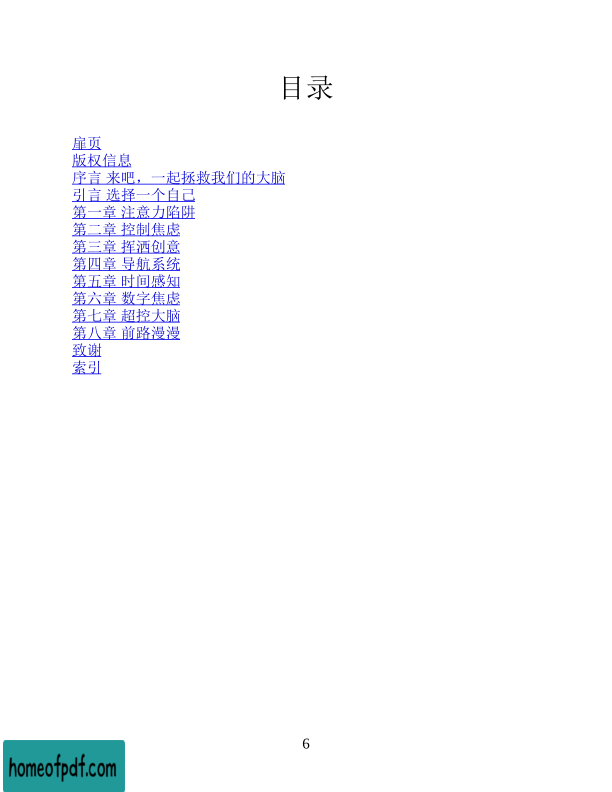 目录
扉页
版权信息
序言 来吧，一起拯救我们的大脑
引言 选择一个自己
第一章 注意力陷阱
第二章 控制焦虑
第三章 挥洒创意
第四章 导航系统
第五章 时间感知
第六章 数字焦虑
第七章 超控大脑
第八章 前路漫漫
致谢
索引
6
homeofpdf.com